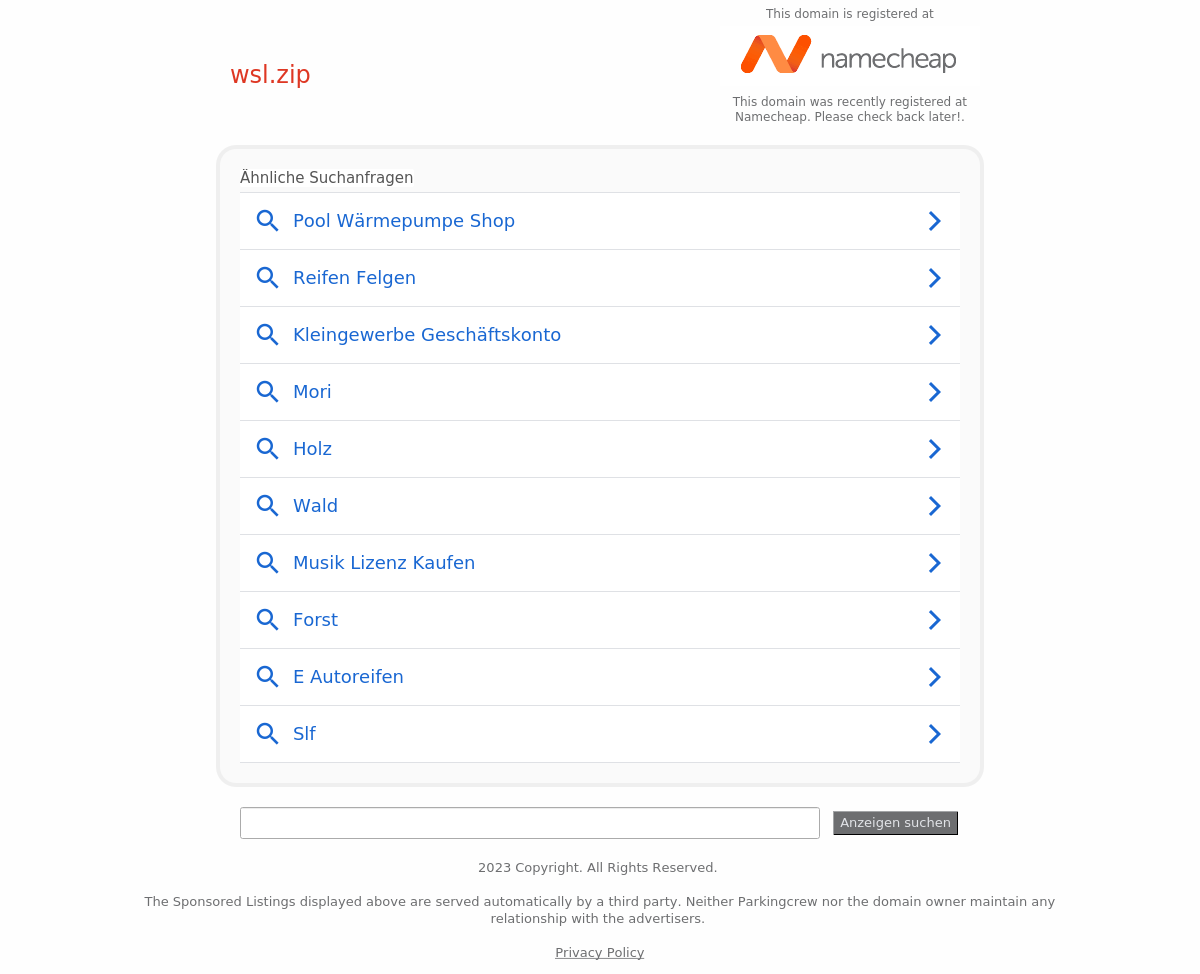 This domain is registered at
namecheap
wsl.zip
This domain was recently registered at
Namecheap. Please check back later!.
Ähnliche Suchanfragen
Pool Wärmepumpe Shop
Reifen Felgen
Kleingewerbe Geschäftskonto
Mori
Holz
Wald
Musik Lizenz Kaufen
Forst
E Autoreifen
Slf
Anzeigen suchen
2023 Copyright. All Rights Reserved.
The Sponsored Listings displayed above are served automatically by a third party. Neither Parkingcrew nor the domain owner maintain any
relationship with the advertisers.
Privacy Policy